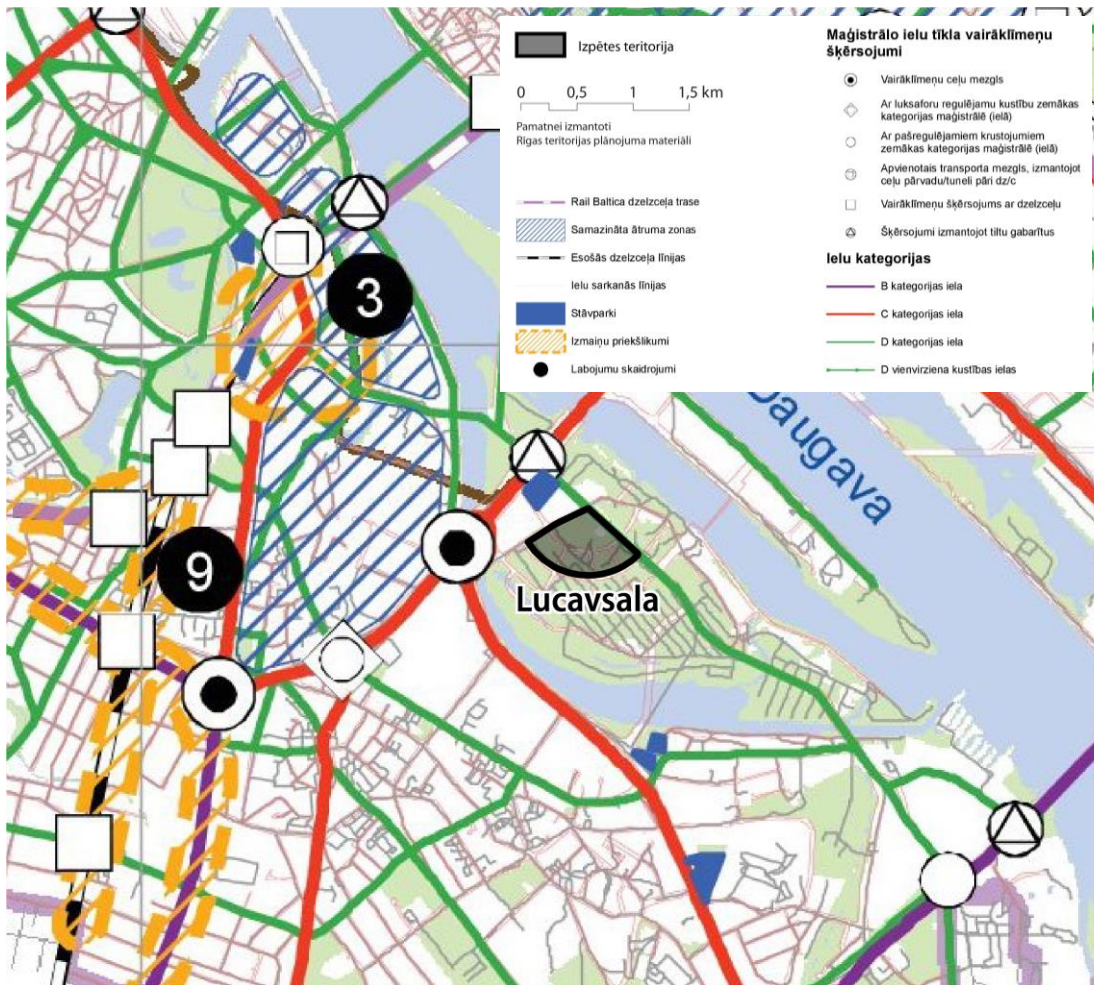 Izpētes teritorija
0 0,5 1 1,5 km
Pamatnei izmantoti
Rīgas teritorijas plānojuma materiāli
Rail Baltica dzelzceļa trase
Samazināta ātruma zonas
Esošās dzelzceļa līnijas
Ielu sarkanās līnijas
Stāvparki
Izmaiņu priekšlikumi
Labojumu skaidrojumi
Maģistrālo ielu tīkla vairāklīmeņu
šķērsojumi
Vairāklīmeņu ceļu mezgls
Ar luksaforu regulējamu kustību zemākas
kategorijas maģistrālē (ielā)
Ar pašregulējamiem krustojumiem
zemākas kategorijas maģistrālē (ielā)
Apvienotais transporta mezgls, izmantojot
ceļu pārvadu/tuneli pāri dz/c
Vairāklīmeņu šķērsojums ar dzelzceļu
Šķērsojumi izmantojot tiltu gabarītus
Ielu kategorijas
B kategorijas iela
C kategorijas iela
D kategorijas iela
D vienvirziena kustības ielas
3
Daugava
9
Lucavsala